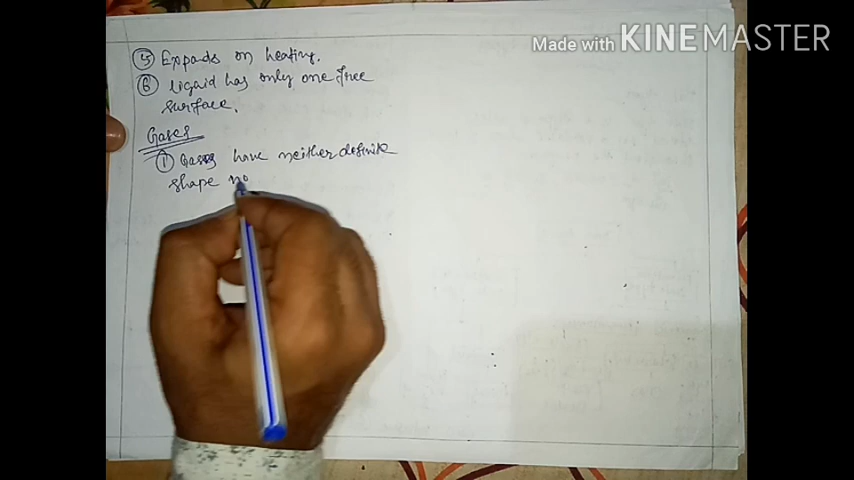 Made with KINEMASTER
⑤ Expands on heating.
⑥ liquid has only one free
surface.
Gases
① Gases have neither definite
shape no